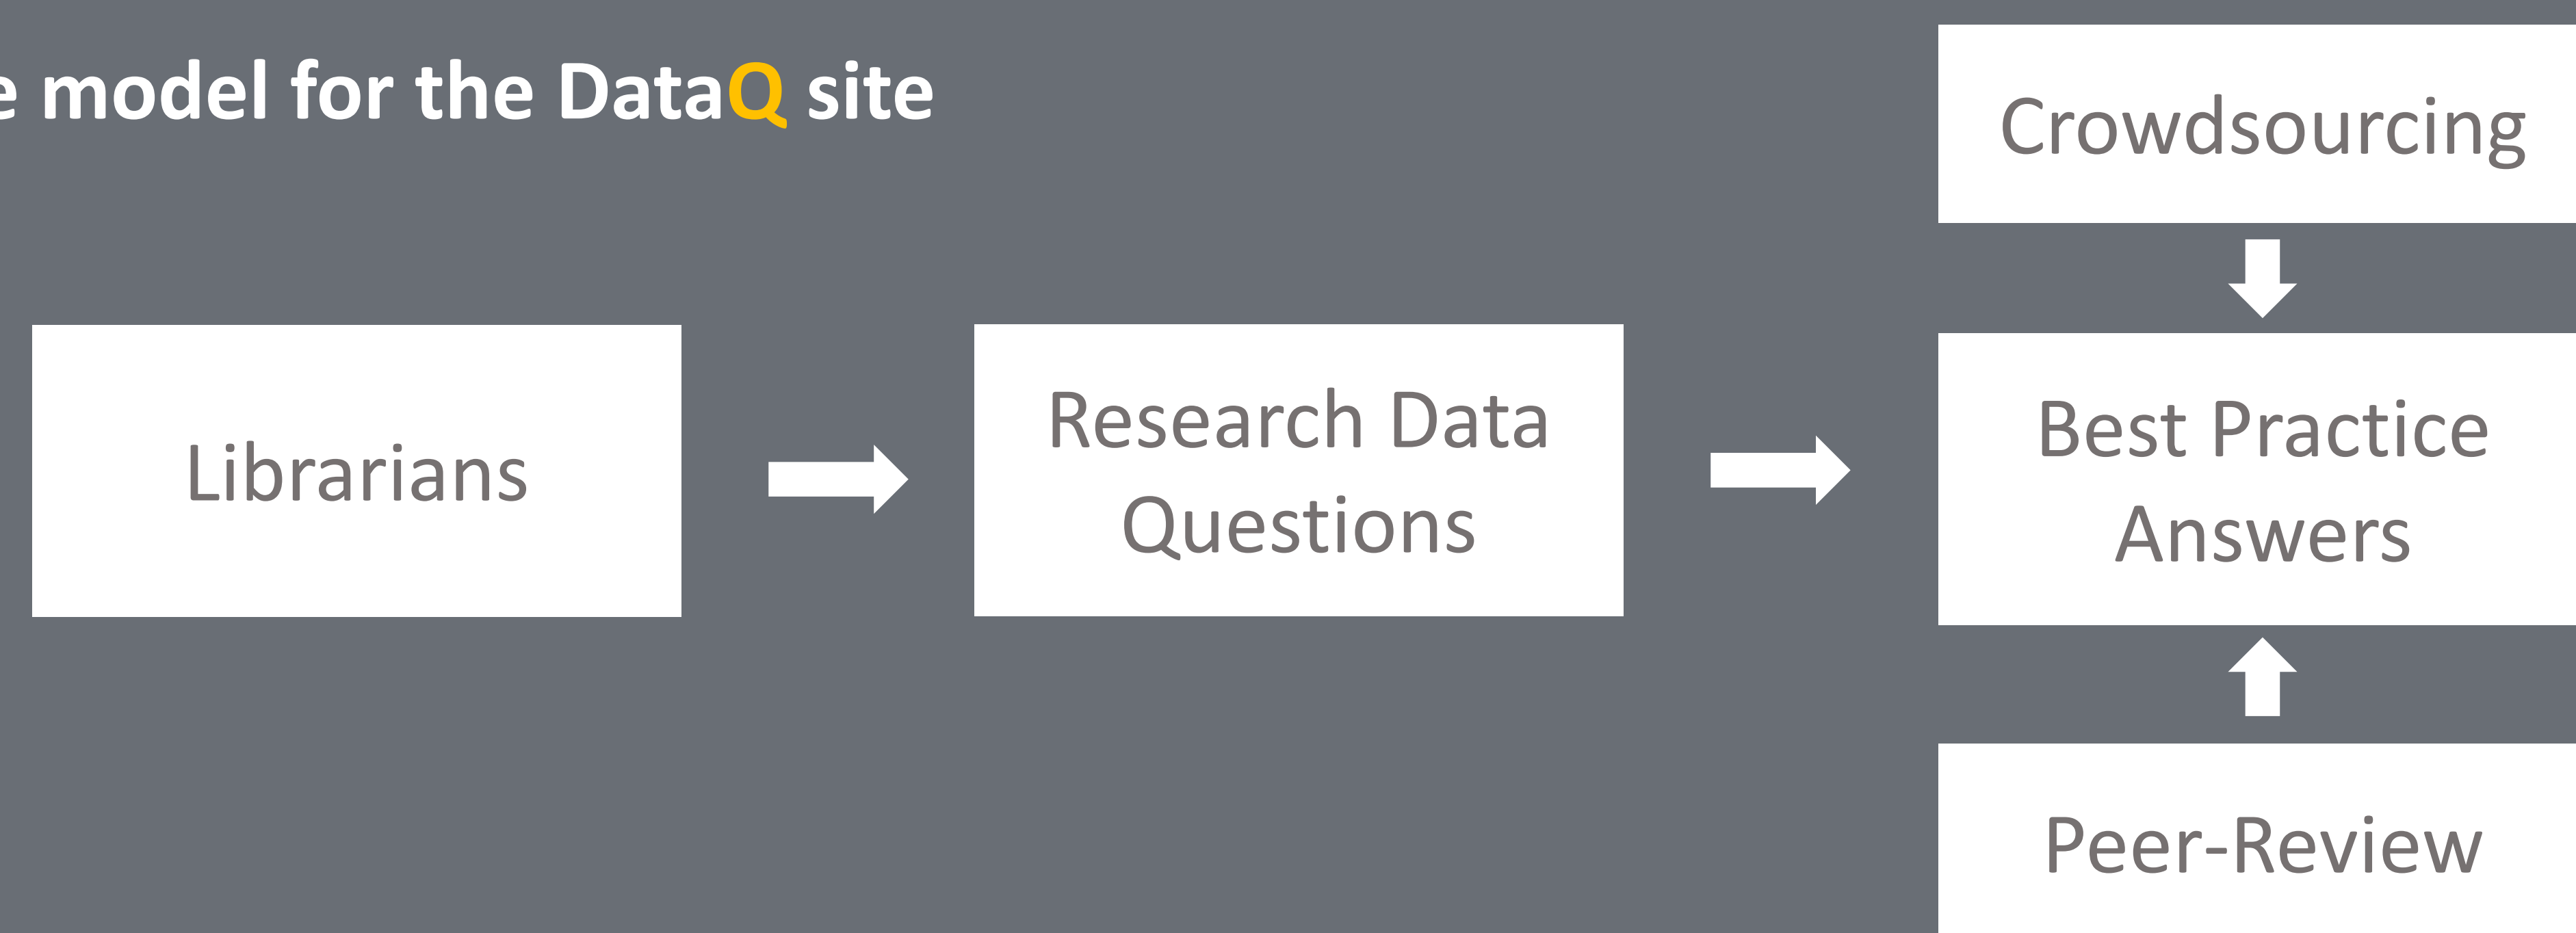 e model for the DataQ site
Crowdsourcing
Librarians
Research Data
Questions
Best Practice
Answers
Peer-Review